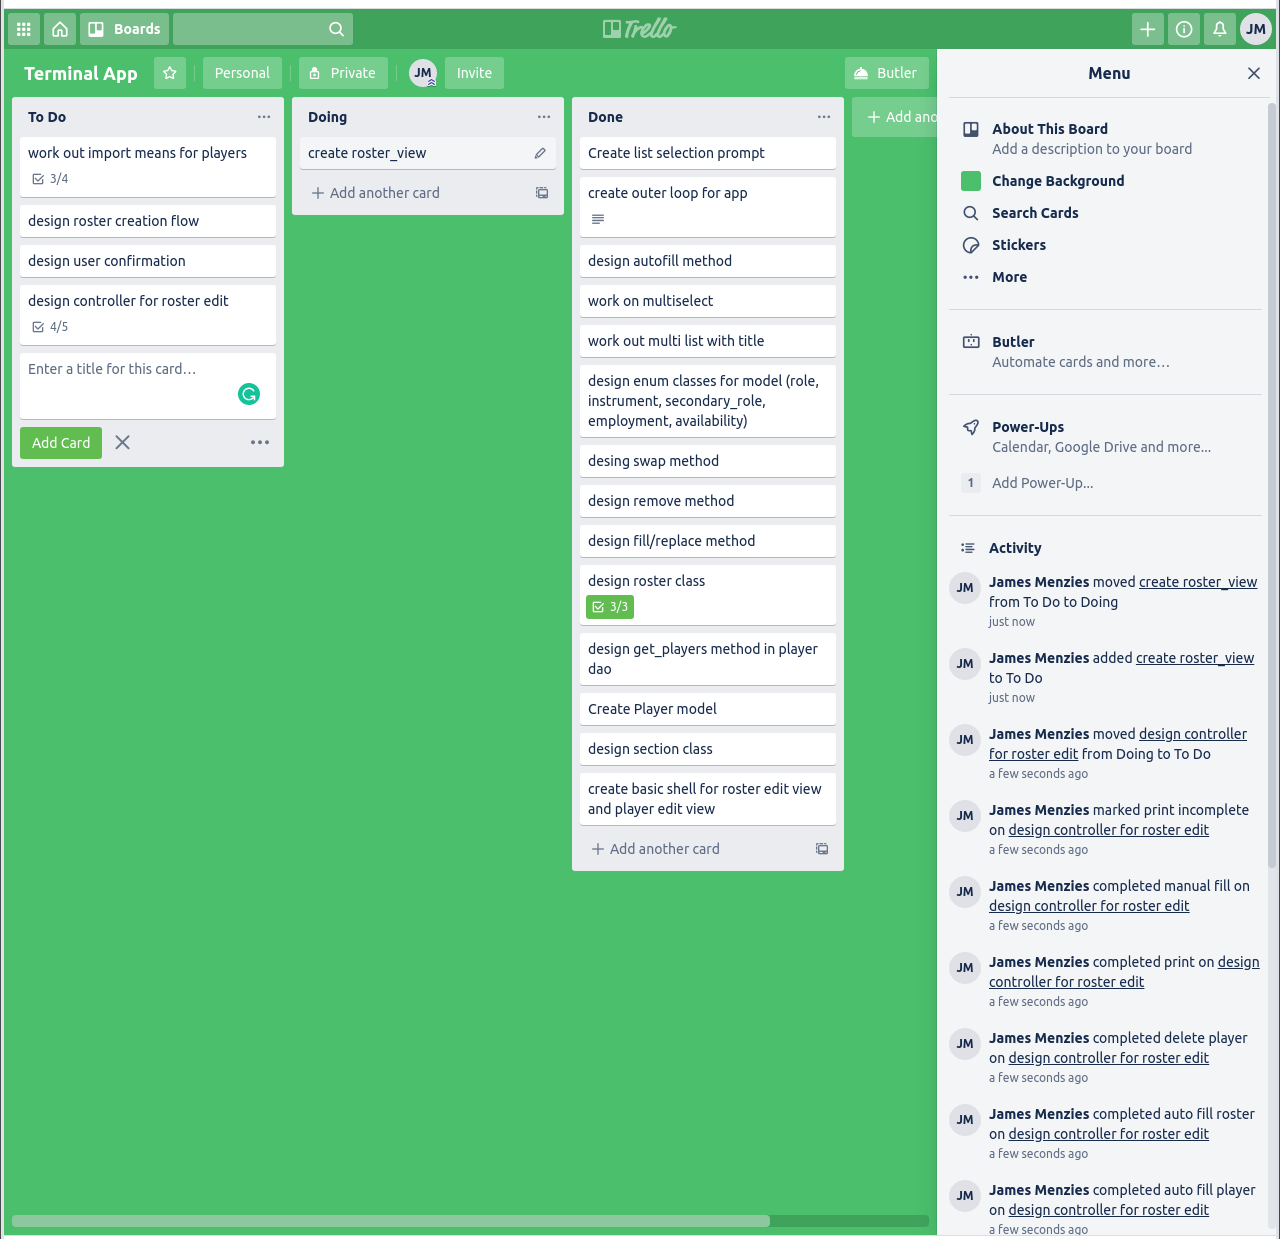 Boards
Trello
JM
Terminal App
Personal
Private
JM
Invite
Butler
To Do
work out import means for players
3/4
design roster creation flow
design user confirmation
design controller for roster edit
4/5
Enter a title for this card…
Add Card
Doing
create roster_view
Add another card
Done
Create list selection prompt
create outer loop for app
design autofill method
work on multiselect
work out multi list with title
design enum classes for model (role,
instrument, secondary_role,
employment, availability)
desing swap method
design remove method
design fill/replace method
design roster class
3/3
design get_players method in player
dao
Create Player model
design section class
create basic shell for roster edit view
and player edit view
Add another card
Add ano
Menu
About This Board
Add a description to your board
Change Background
Search Cards
Stickers
More
Butler
Automate cards and more…
Power-Ups
Calendar, Google Drive and more...
1
Add Power-Up...
Activity
JM
James Menzies moved create roster_view
from To Do to Doing
just now
JM
James Menzies added create roster_view
to To Do
just now
JM
James Menzies moved design controller
for roster edit from Doing to To Do
a few seconds ago
JM
James Menzies marked print incomplete
on design controller for roster edit
a few seconds ago
JM
James Menzies completed manual fill on
design controller for roster edit
a few seconds ago
JM
James Menzies completed print on design
controller for roster edit
a few seconds ago
JM
James Menzies completed delete player
on design controller for roster edit
a few seconds ago
JM
James Menzies completed auto fill roster
on design controller for roster edit
a few seconds ago
JM
James Menzies completed auto fill player
on design controller for roster edit
a few seconds ago